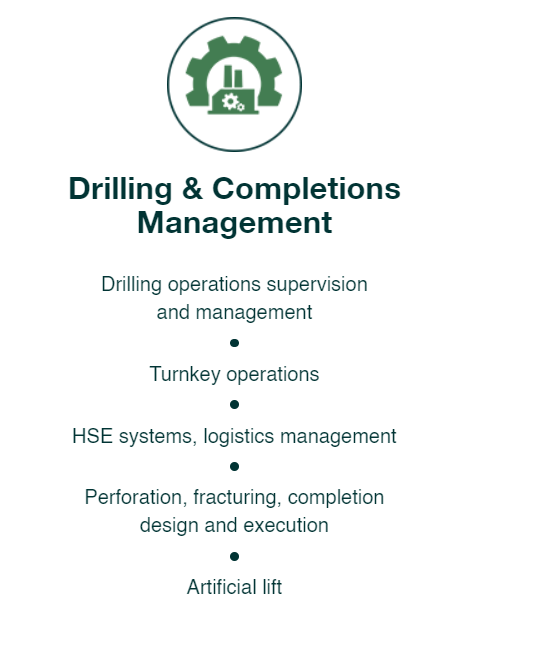 Drilling & Completions
Management
Drilling operations supervision
and management
•
Turnkey operations
•
HSE systems, logistics management
•
Perforation, fracturing, completion
design and execution
•
Artificial lift